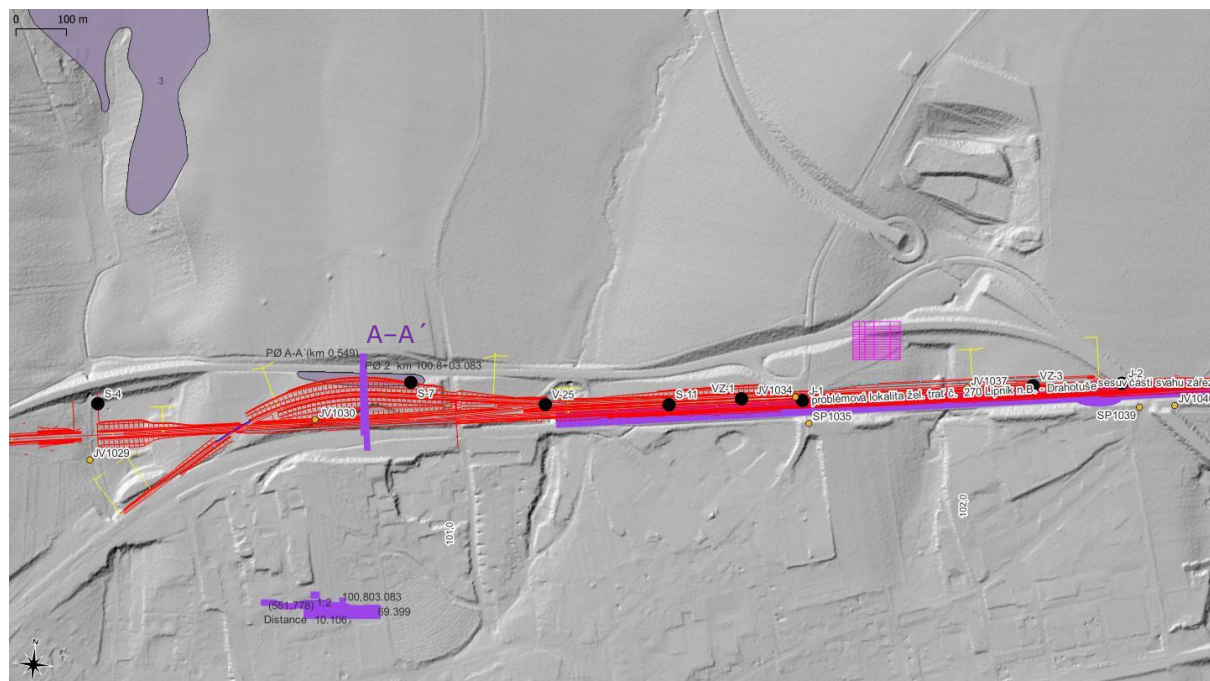 0 100 m
3
A-A´
PØ A-A´(km 0,549)
PØ 2 km 100,8+03.083
S-4
S-7
V-25
S-11
VZ-1
JV1034
J-1
JV1037
VZ-3
J-2
problémová lokalita žel. trať č. 270 Lipník n.B. - Drahotuše
sesuv části svahu zářez
JV1030
SP1035
SP1039
JV1040
JV1029
101,0
102,0
100,803.083
(551.778) 1:2
69.399
Distance 10.106
N